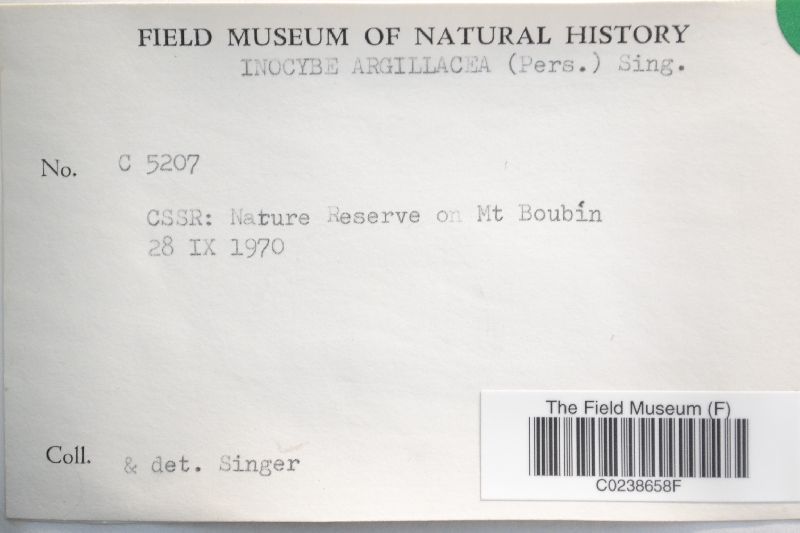 FIELD MUSEUM OF NATURAL HISTORY
INOCYBE ARGILLACEA (Pers.) Sing.
No. C 5207
CSSR: Nature Reserve on Mt Boubín
28 IX 1970
Coll. & det. Singer
The Field Museum (F)
C0238658F